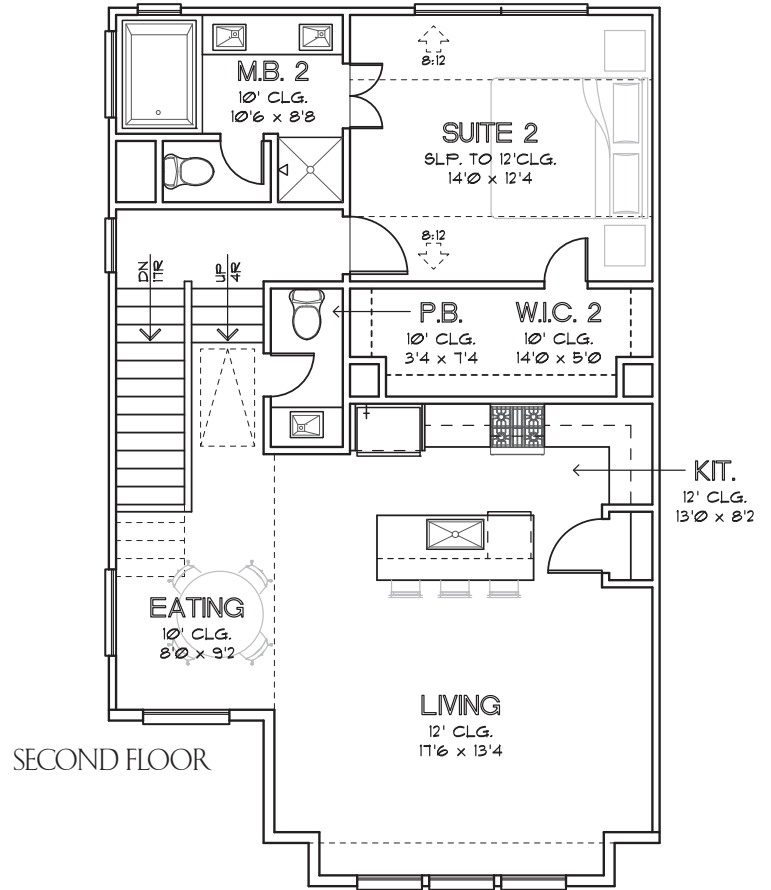 M.B. 2
10' CLG.
10'6 x 8'8
8:12
SUITE 2
SLP. TO 12'CLG.
14'0 x 12'4
8:12
DN
17R
UP
4R
P.B.
10' CLG.
3'4 x 7'4
W.I.C. 2
10' CLG.
14'0 x 5'0
KIT.
12' CLG.
13'0 x 8'2
EATING
10' CLG.
8'0 x 9'2
LIVING
12' CLG.
17'6 x 13'4
SECOND FLOOR